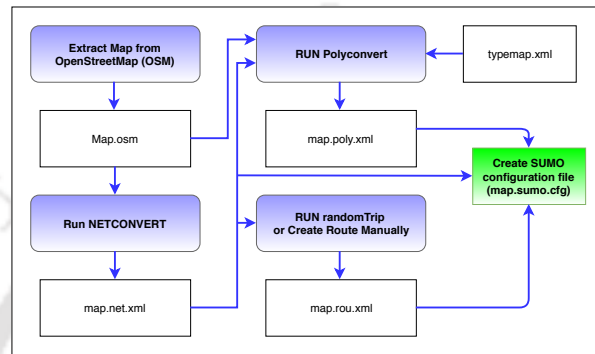 Extract Map from
OpenStreetMap (OSM)
RUN Polyconvert
typemap.xml
Map.osm
map.poly.xml
Create SUMO
configuration file
(map.sumo.cfg)
Run NETCONVERT
RUN randomTrip
or Create Route Manually
map.net.xml
map.rou.xml